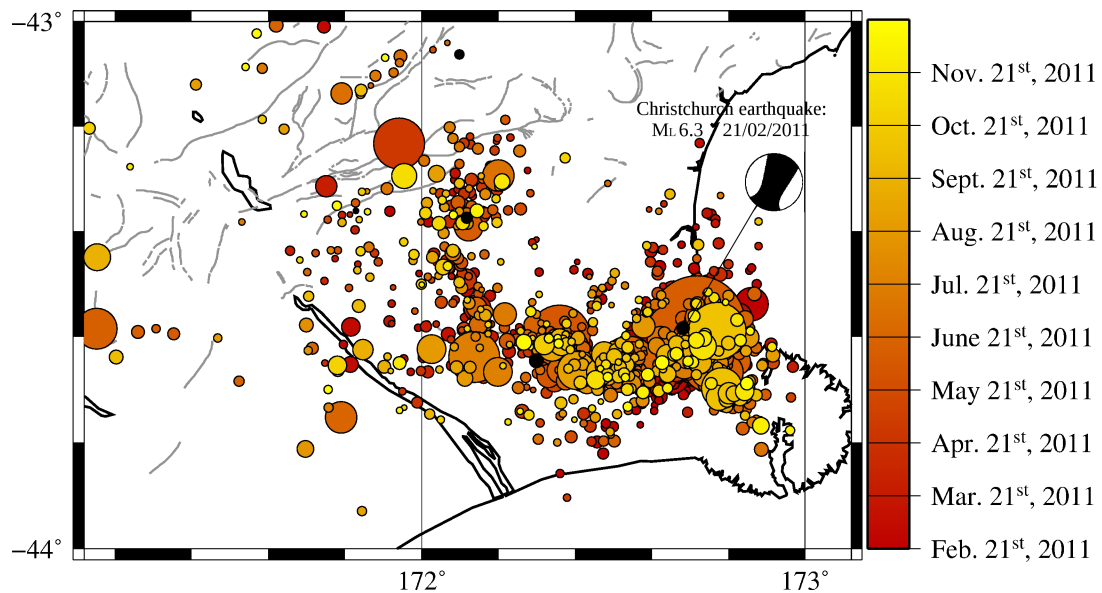 −43°
Christchurch earthquake:
ML 6.3 21/02/2011
−44°
172°
173°
Nov. 21st, 2011
Oct. 21st, 2011
Sept. 21st, 2011
Aug. 21st, 2011
Jul. 21st, 2011
June 21st, 2011
May 21st, 2011
Apr. 21st, 2011
Mar. 21st, 2011
Feb. 21st, 2011